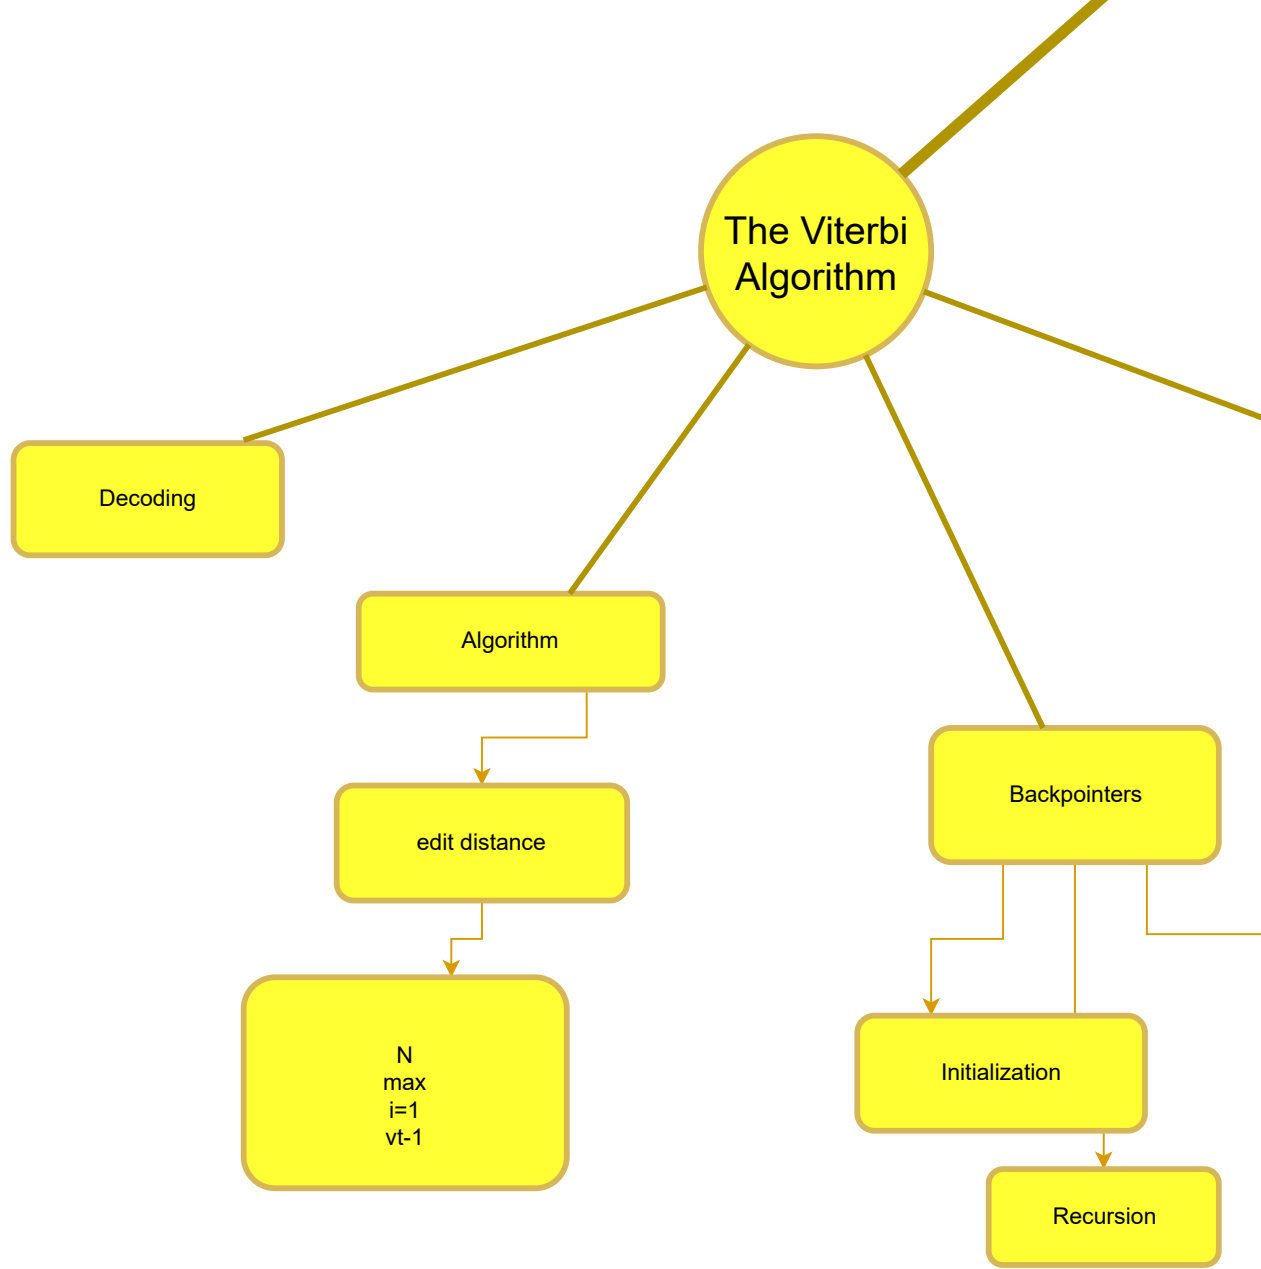 The Viterbi
Algorithm
Decoding
Algorithm
edit distance
N
max
i=1
vt-1
Backpointers
Initialization
Recursion